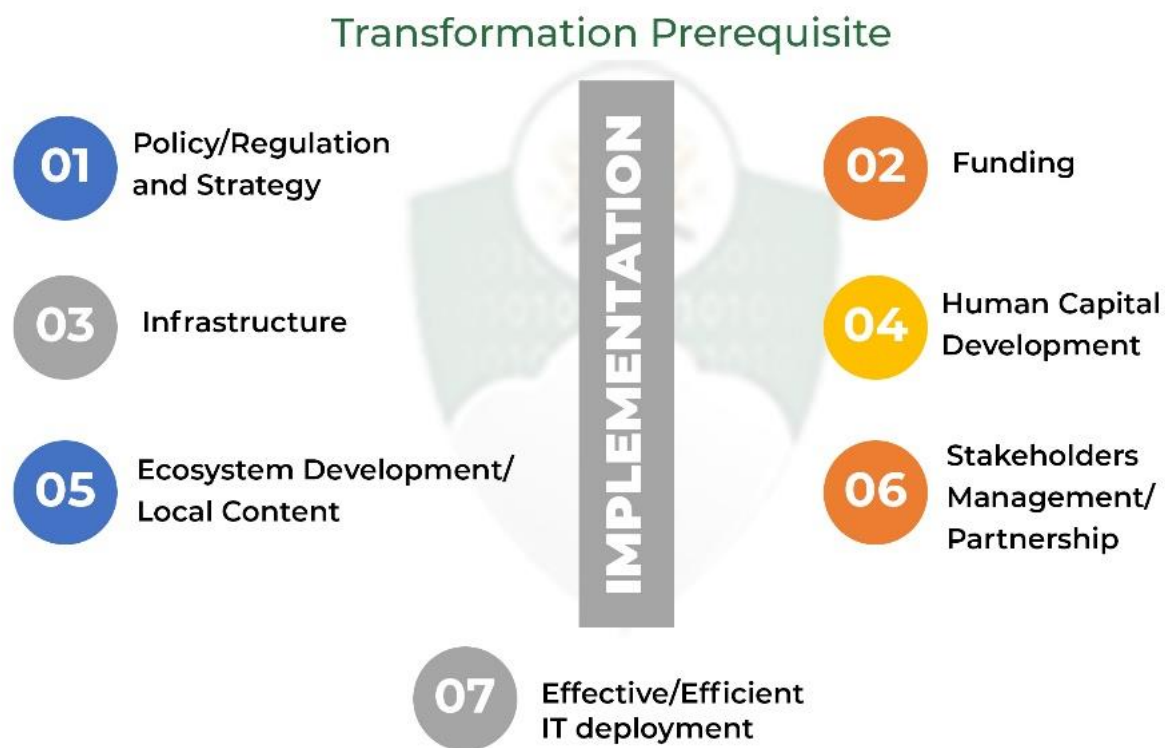 Transformation Prerequisite
01
Policy/Regulation
and Strategy
02
Funding
03
Infrastructure
04
Human Capital
Development
05
Ecosystem Development/
Local Content
06
Stakeholders
Management/
Partnership
IMPLEMENTATION
07
Effective/Efficient
IT deployment